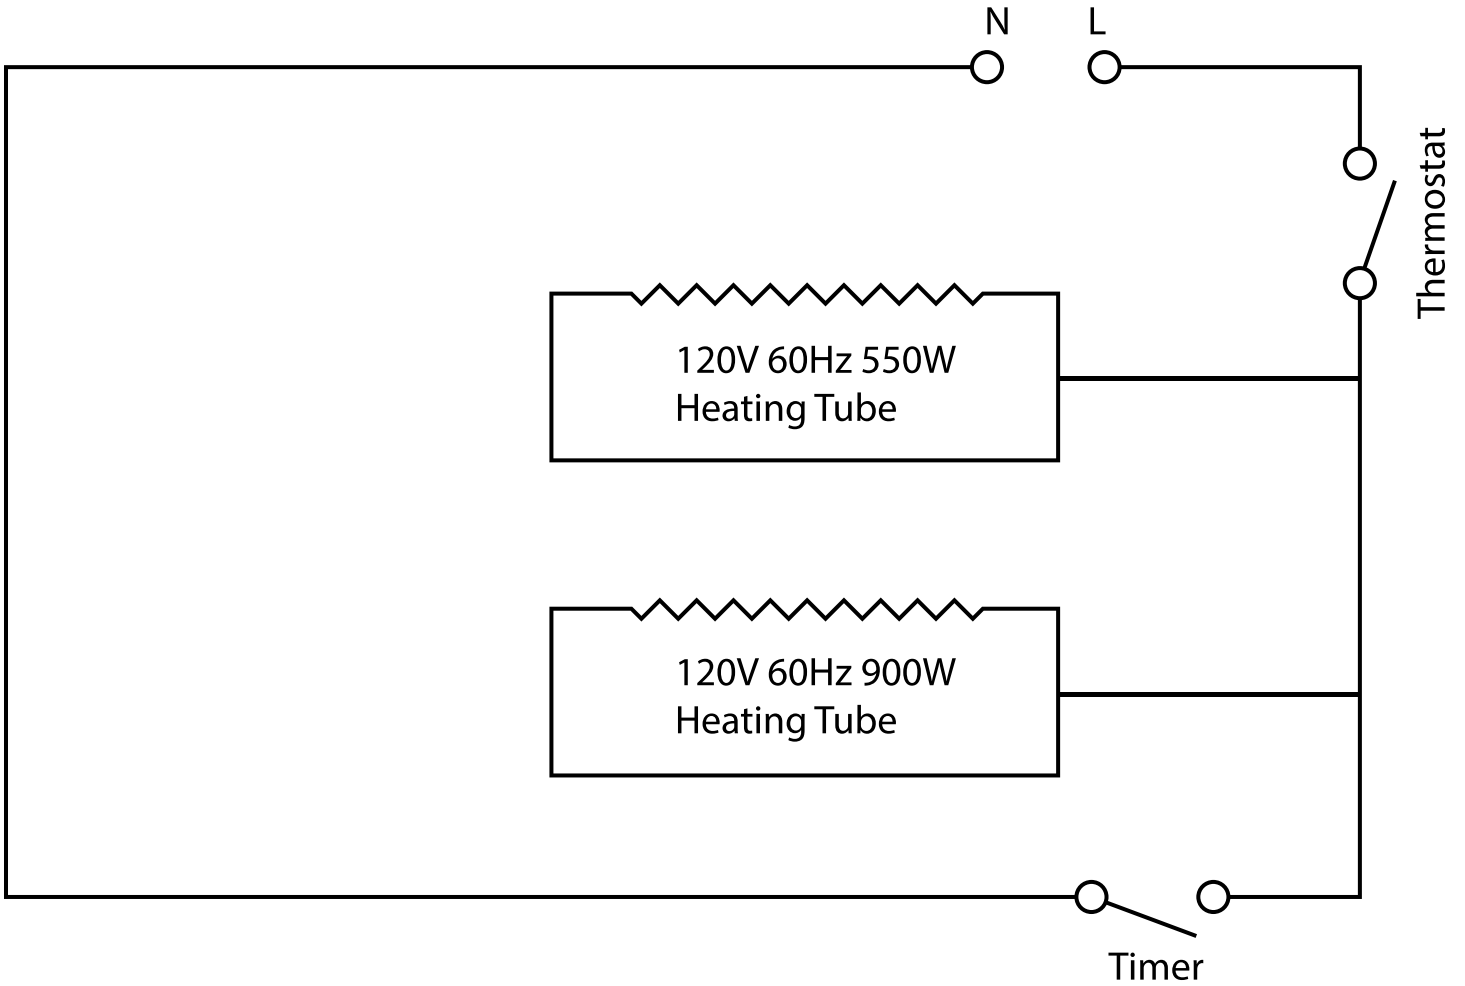 N
L
Thermostat
120V 60Hz 550W
Heating Tube
120V 60Hz 900W
Heating Tube
Timer